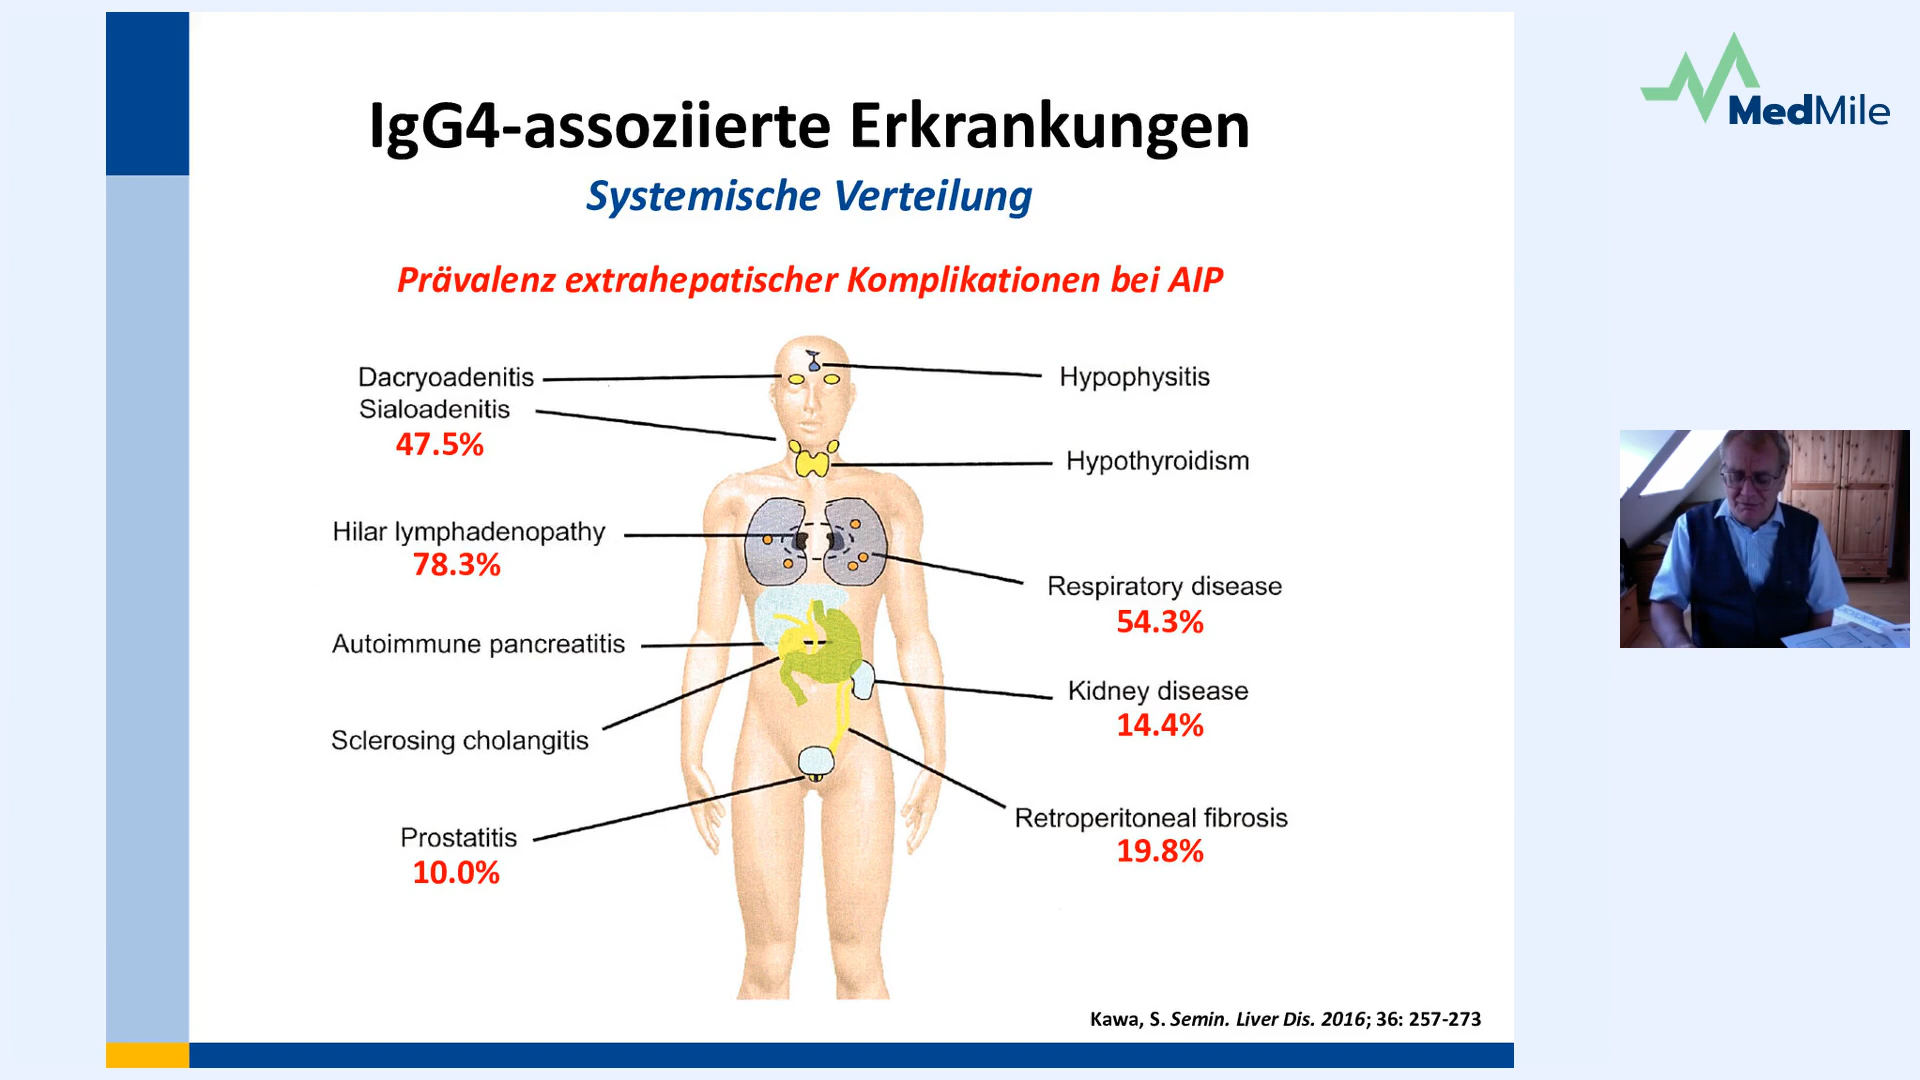 MedMile
IgG4-assoziierte Erkrankungen
Systemische Verteilung
Prävalenz extrahepatischer Komplikationen bei AIP
Dacryoadenitis
Sialoadenitis
47.5%
Hilar lymphadenopathy
78.3%
Autoimmune pancreatitis
Sclerosing cholangitis
Prostatitis
10.0%
Hypophysitis
Hypothyroidism
Respiratory disease
54.3%
Kidney disease
14.4%
Retroperitoneal fibrosis
19.8%
Kawa, S. Semin. Liver Dis. 2016; 36: 257-273